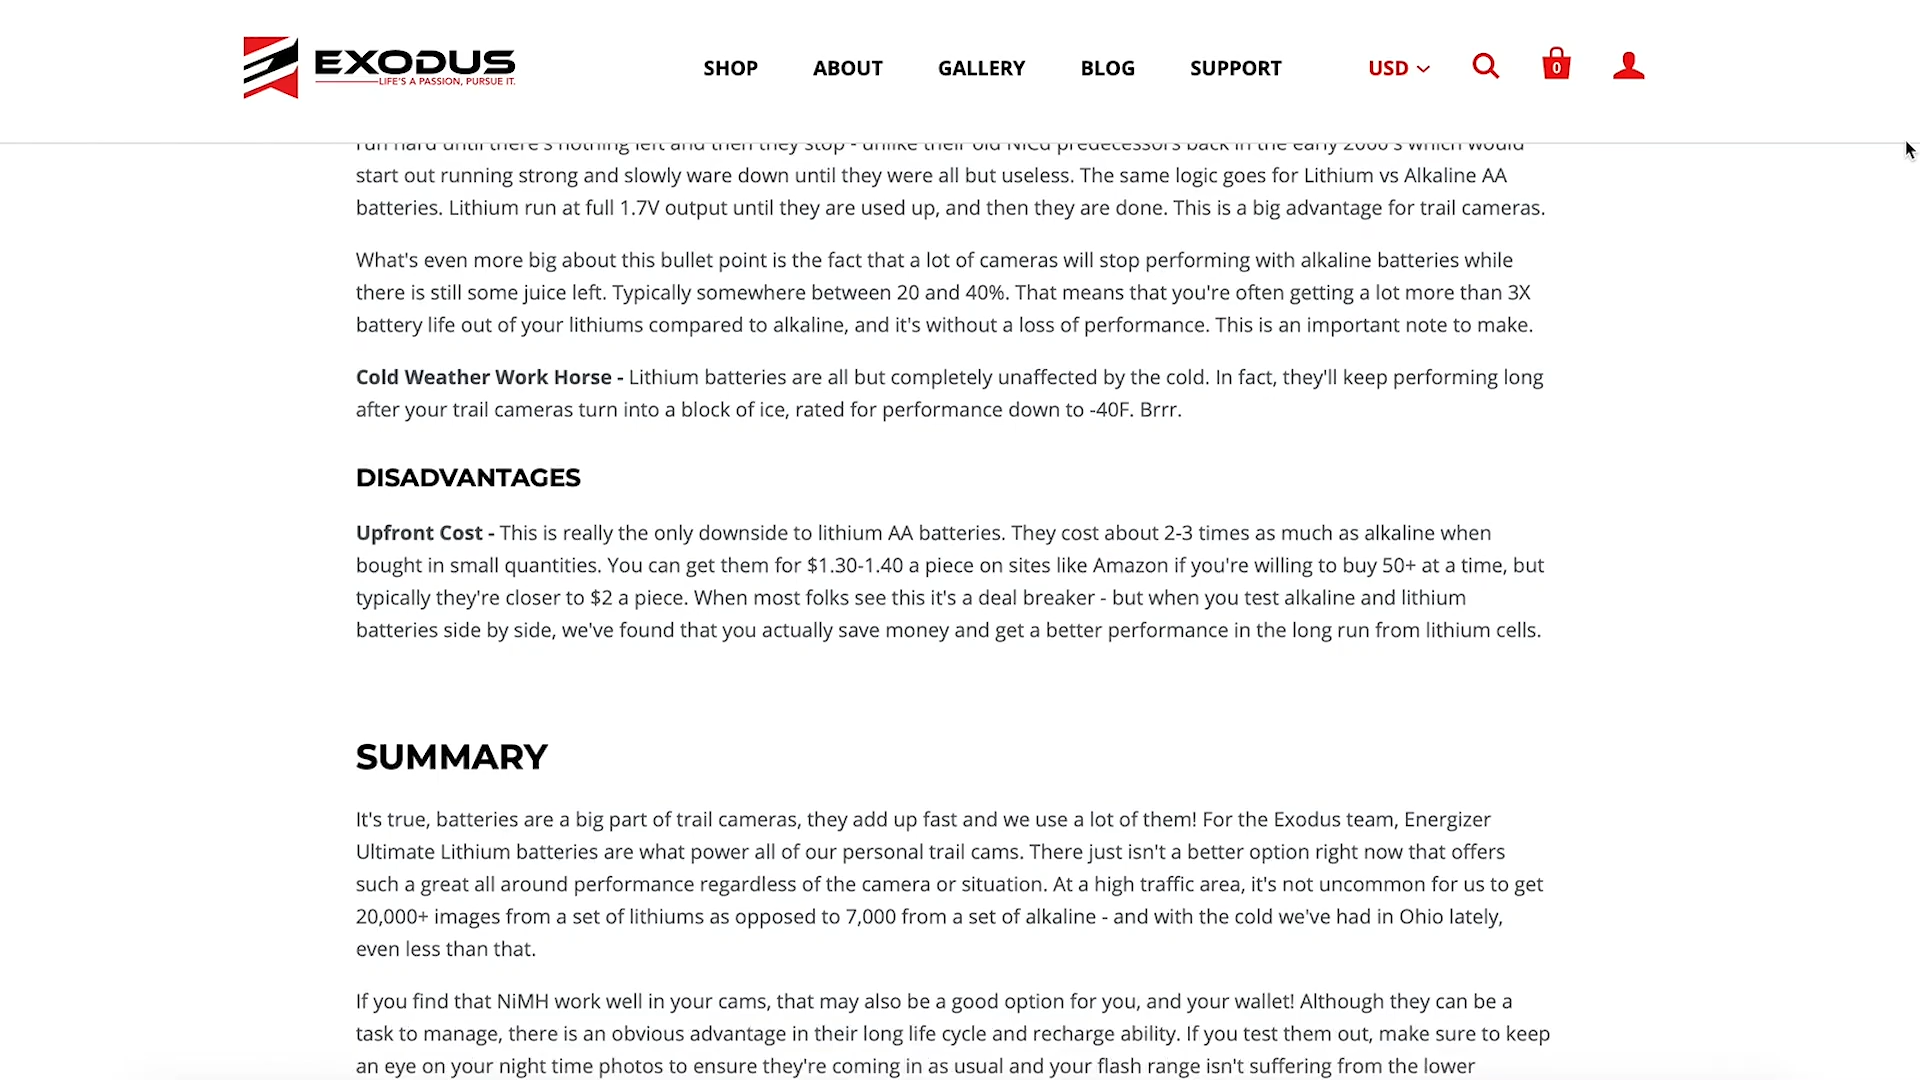 EXODUS
LIFE'S A PASSION, PURSUE IT.
SHOP ABOUT GALLERY BLOG SUPPORT USD 0
run hard until there's nothing left and then they stop - unlike their old NiCd predecessors back in the early 2000's which would
start out running strong and slowly ware down until they were all but useless. The same logic goes for Lithium vs Alkaline AA
batteries. Lithium run at full 1.7V output until they are used up, and then they are done. This is a big advantage for trail cameras.
What's even more big about this bullet point is the fact that a lot of cameras will stop performing with alkaline batteries while
there is still some juice left. Typically somewhere between 20 and 40%. That means that you're often getting a lot more than 3X
battery life out of your lithiums compared to alkaline, and it's without a loss of performance. This is an important note to make.
Cold Weather Work Horse - Lithium batteries are all but completely unaffected by the cold. In fact, they'll keep performing long
after your trail cameras turn into a block of ice, rated for performance down to -40F. Brrr.
DISADVANTAGES
Upfront Cost - This is really the only downside to lithium AA batteries. They cost about 2-3 times as much as alkaline when
bought in small quantities. You can get them for $1.30-1.40 a piece on sites like Amazon if you're willing to buy 50+ at a time, but
typically they're closer to $2 a piece. When most folks see this it's a deal breaker - but when you test alkaline and lithium
batteries side by side, we've found that you actually save money and get a better performance in the long run from lithium cells.
SUMMARY
It's true, batteries are a big part of trail cameras, they add up fast and we use a lot of them! For the Exodus team, Energizer
Ultimate Lithium batteries are what power all of our personal trail cams. There just isn't a better option right now that offers
such a great all around performance regardless of the camera or situation. At a high traffic area, it's not uncommon for us to get
20,000+ images from a set of lithiums as opposed to 7,000 from a set of alkaline - and with the cold we've had in Ohio lately,
even less than that.
If you find that NiMH work well in your cams, that may also be a good option for you, and your wallet! Although they can be a
task to manage, there is an obvious advantage in their long life cycle and recharge ability. If you test them out, make sure to keep
an eye on your night time photos to ensure they're coming in as usual and your flash range isn't suffering from the lower